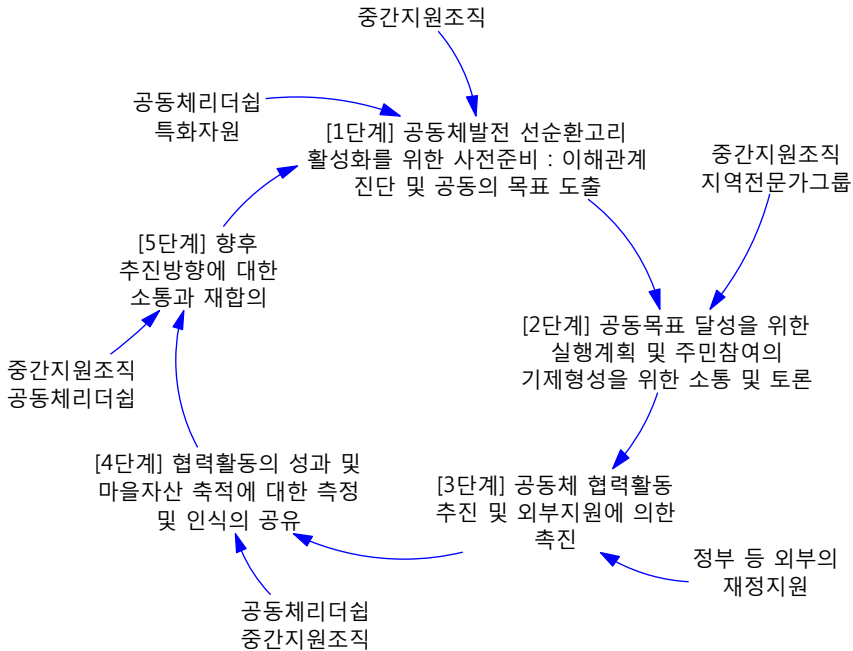 중간지원조직
공동체리더쉽
특화자원
[1단계] 공동체발전 선순환고리
활성화를 위한 사전준비 : 이해관계
진단 및 공동의 목표 도출
중간지원조직
지역전문가그룹
[5단계] 향후
추진방향에 대한
소통과 재합의
[2단계] 공동목표 달성을 위한
실행계획 및 주민참여의
기제형성을 위한 소통 및 토론
중간지원조직
공동체리더쉽
[4단계] 협력활동의 성과 및
마을자산 축적에 대한 측정
및 인식의 공유
[3단계] 공동체 협력활동
추진 및 외부지원에 의한
촉진
정부 등 외부의
재정지원
공동체리더쉽
중간지원조직